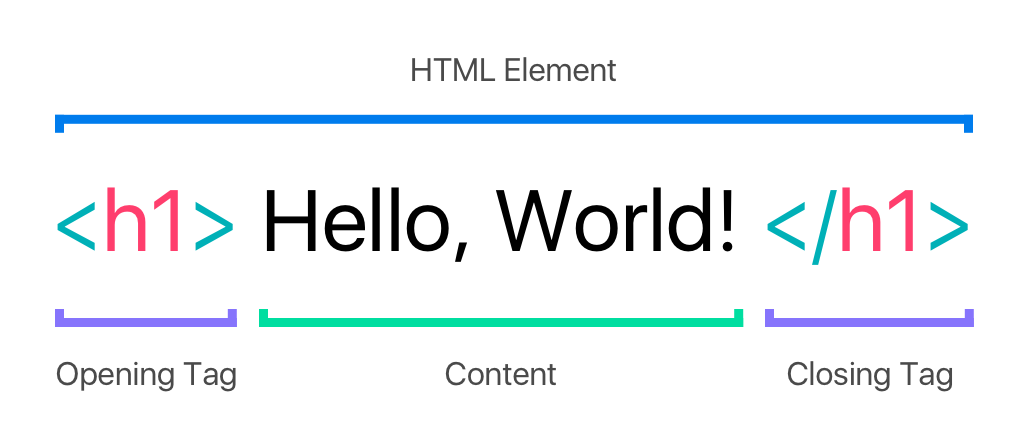 HTML Element
<h1> Hello, World! </h1>
Opening Tag Content Closing Tag